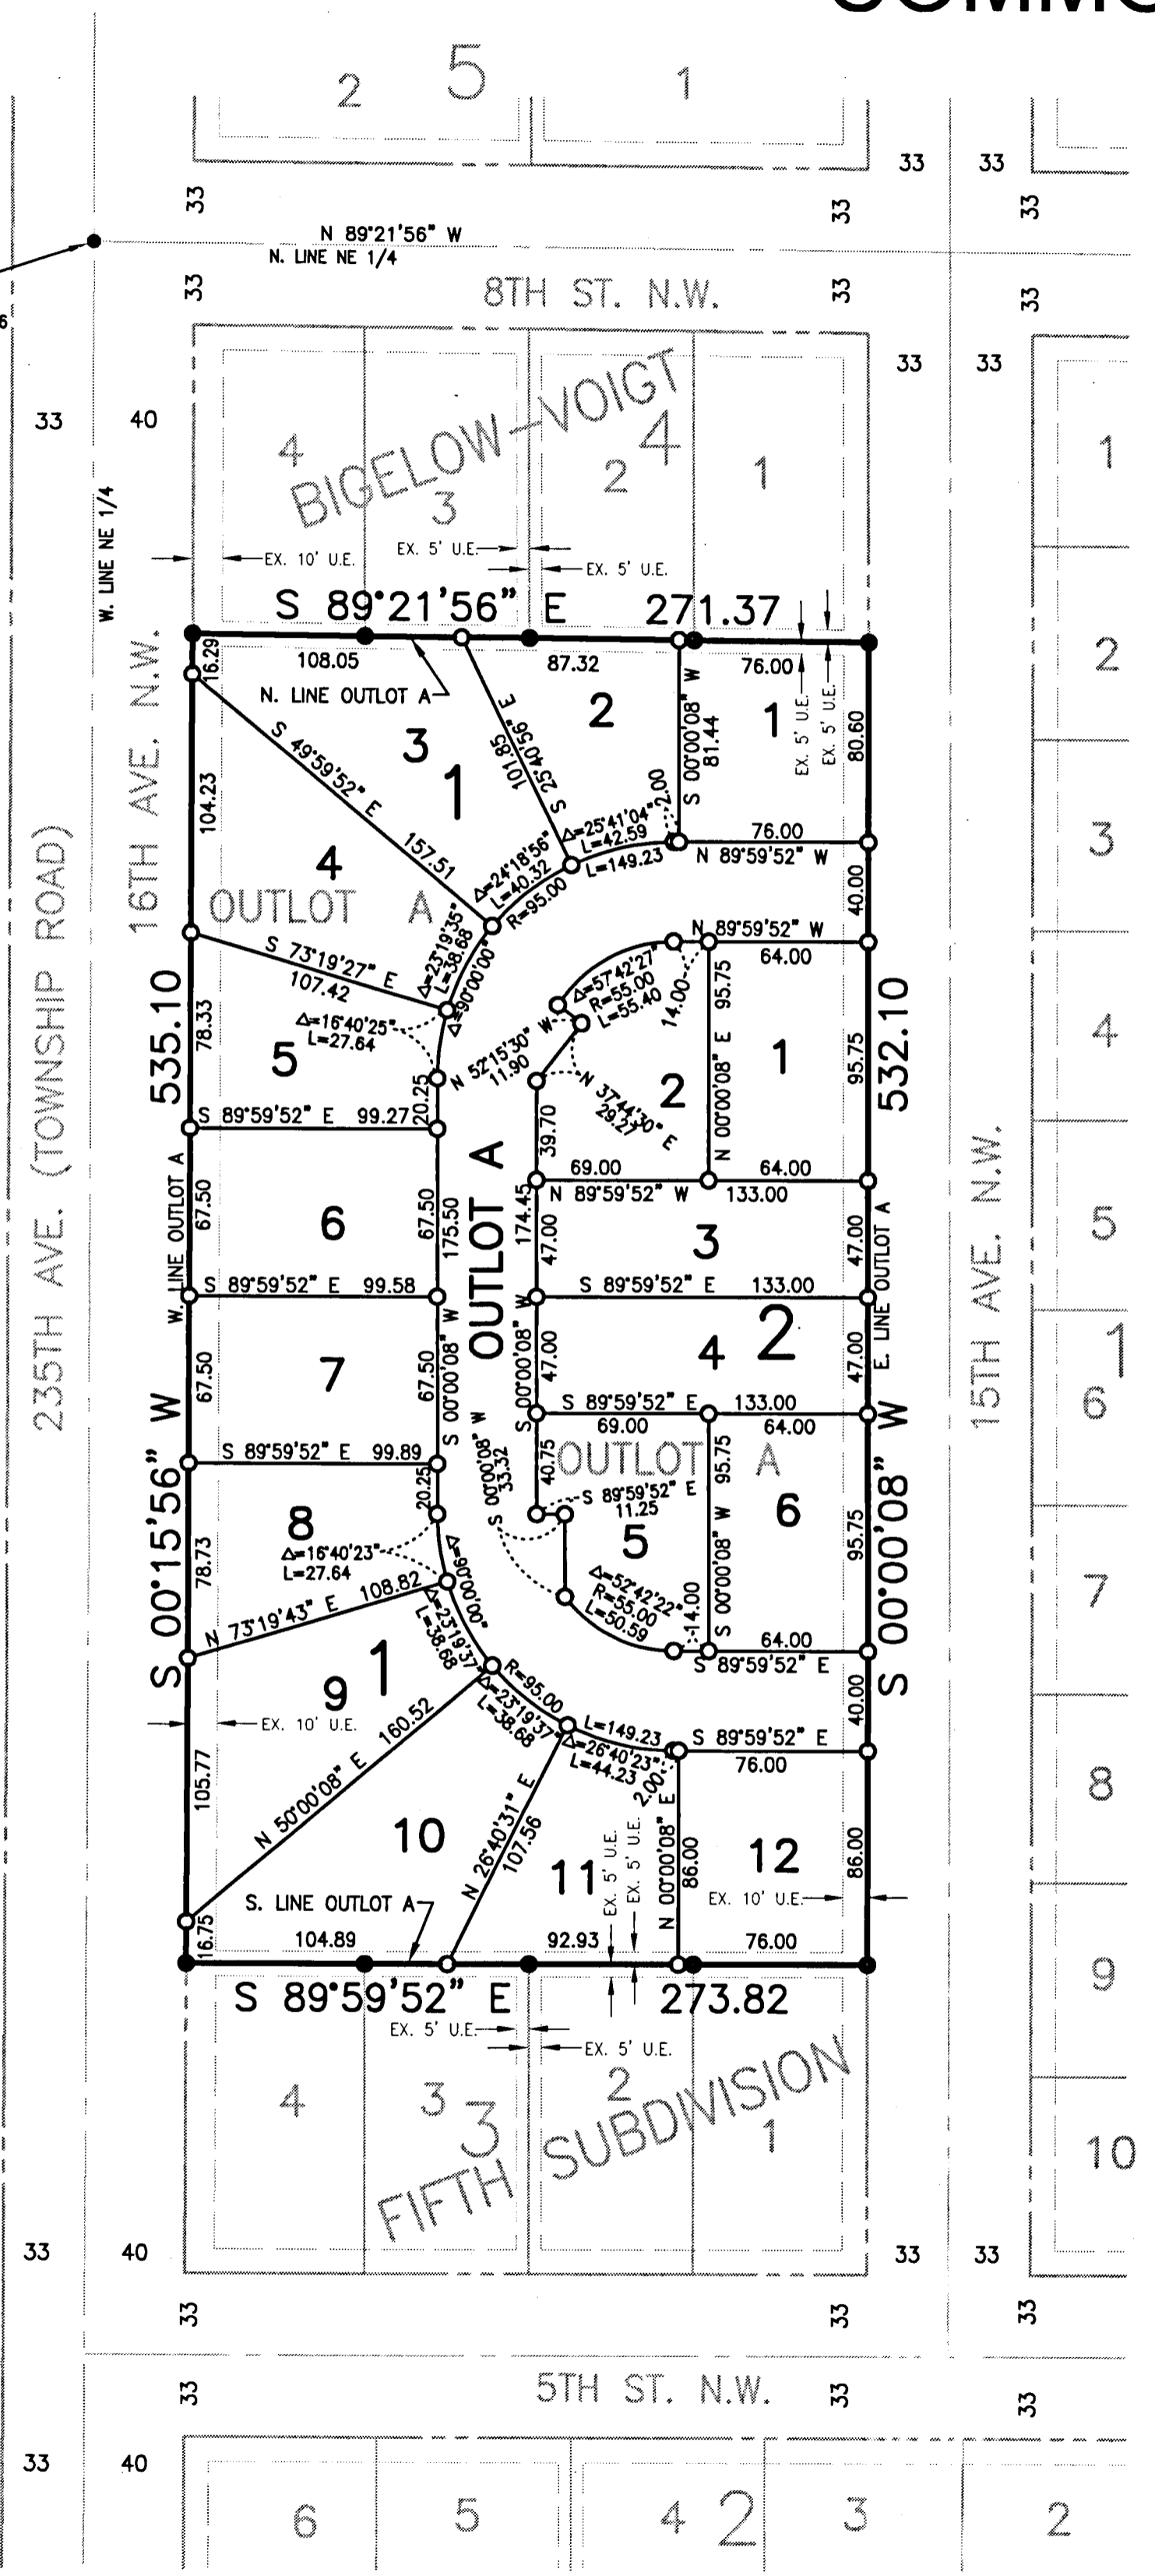 2
5
1
33
33
33
33
33
N 89°21'56" W
N. LINE NE 1/4
33
8TH ST. N.W.
33
33
6
33
33
33
40
BIGELOW-VOIGT
4
3
4
2
1
1
W. LINE NE 1/4
EX. 10' U.E.
EX. 5' U.E.
EX. 5' U.E.
S 89°21'56" E
271.37
16.29
108.05
87.32
76.00
N. LINE OUTLOT A
2
1
2
3
1
S 49°59'52" E
157.51
S 25°40'56" E
101.85
S 00°00'08" W
81.44
EX. 5' U.E.
EX. 5' U.E.
80.60
16TH AVE. N.W.
104.23
Δ=25°41'04"
L=42.59
2.00
L=149.23
76.00
N 89°59'52" W
3
4
OUTLOT A
Δ=24°18'56"
L=40.32
R=95.00
40.00
Δ=23°19'35"
L=38.68
Δ=90°00'00"
S 73°19'27" E
107.42
N 89°59'52" W
64.00
Δ=57°42'27"
R=55.00
L=55.40
14.00
95.75
N 00°00'08" E
535.10
78.33
Δ=16°40'25"
L=27.64
5
N 52°15'30" W
11.90
N 37°44'30" E
29.27
2
1
95.75
532.10
4
235TH AVE. (TOWNSHIP ROAD)
S 89°59'52" E 99.27
20.25
39.70
69.00
64.00
N 89°59'52" W
133.00
W. LINE OUTLOT A
67.50
6
67.50
175.50
OUTLOT A
174.45
47.00
3
47.00
E. LINE OUTLOT A
15TH AVE. N.W.
5
S 89°59'52" E 99.58
S 89°59'52" E 133.00
67.50
7
67.50
S 00°00'08" W
S 00°00'08" W
47.00
4
2
47.00
1
6
S 89°59'52" E
133.00
69.00
64.00
S 00°15'56" W
S 89°59'52" E 99.89
S 00°00'08" W
33.32
40.75
OUTLOT A
95.75
S 00°00'08" W
95.75
S 00°00'08" W
78.73
8
20.25
Δ=16°40'23"
L=27.64
S 89°59'52" E
11.25
5
6
7
N 73°19'43" E
108.82
Δ=90°00'00"
Δ=23°19'37"
L=38.68
Δ=52°42'22"
R=55.00
L=50.59
14.00
64.00
S 89°59'52" E
9
1
EX. 10' U.E.
R=95.00
Δ=23°19'37"
L=38.68
L=149.23
Δ=26°40'23"
L=44.23
2.00
S 89°59'52" E
76.00
40.00
105.77
N 50°00'08" E
160.52
8
10
N 26°40'31" E
107.56
11
EX. 5' U.E.
EX. 5' U.E.
N 00°00'08" E
86.00
12
EX. 10' U.E.
86.00
S. LINE OUTLOT A
16.75
104.89
92.93
76.00
9
S 89°59'52" E
273.82
EX. 5' U.E.
EX. 5' U.E.
4
3
3
2
1
FIFTH SUBDIVISION
10
33
40
33
33
33
33
33
5TH ST. N.W.
33
33
33
33
40
6
5
4
2
3
2